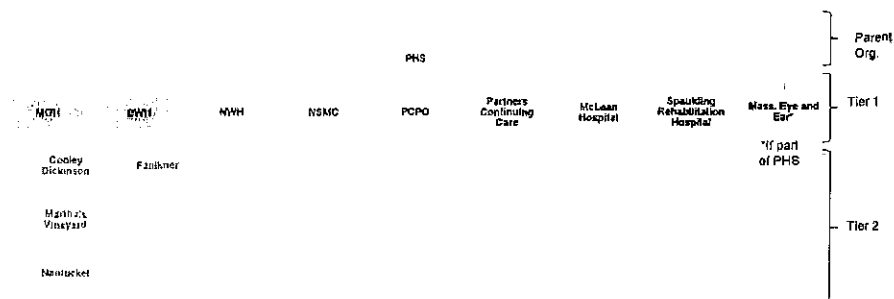 Parent
Org.
PHS
MGH
BWH
NWH
NSMC
PCPO
Partners
Continuing
Care
McLean
Hospital
Spaulding
Rehabilitation
Hospital
Mass. Eye and
Ear*
Tier 1
*If part
of PHS
Cooley
Dickinson
Faulkner
Martha's
Vineyard
Tier 2
Nantucket